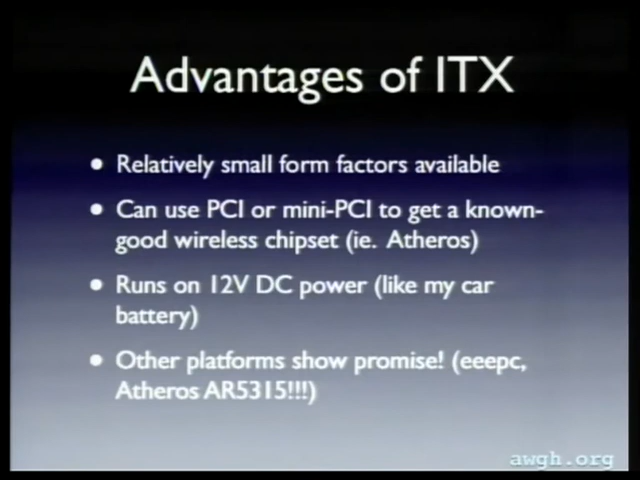 Advantages of ITX
• Relatively small form factors available
• Can use PCI or mini-PCI to get a known-
good wireless chipset (ie. Atheros)
• Runs on 12V DC power (like my car
battery)
• Other platforms show promise! (eeepc,
Atheros AR5315!!!)
awgh.org